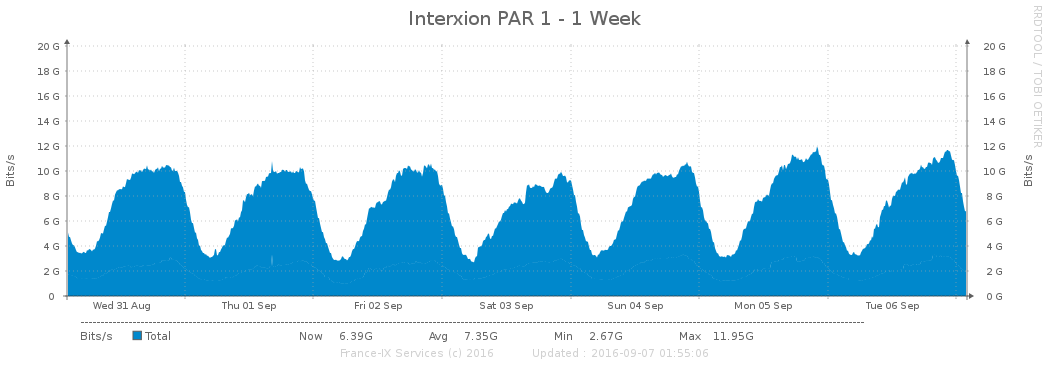 Interxion PAR 1 - 1 Week
RRDTOOL / TOBI OETIKER
Bits/s
20 G 20 G
18 G 18 G
16 G 16 G
14 G 14 G
12 G 12 G
10 G 10 G
8 G 8 G
6 G 6 G
4 G 4 G
2 G 2 G
0 0 G
Bits/s
Wed 31 Aug Thu 01 Sep Fri 02 Sep Sat 03 Sep Sun 04 Sep Mon 05 Sep Tue 06 Sep
Bits/s Total Now 6.39G Avg 7.35G Min 2.67G Max 11.95G
France-IX Services (c) 2016 Updated : 2016-09-07 01:55:06